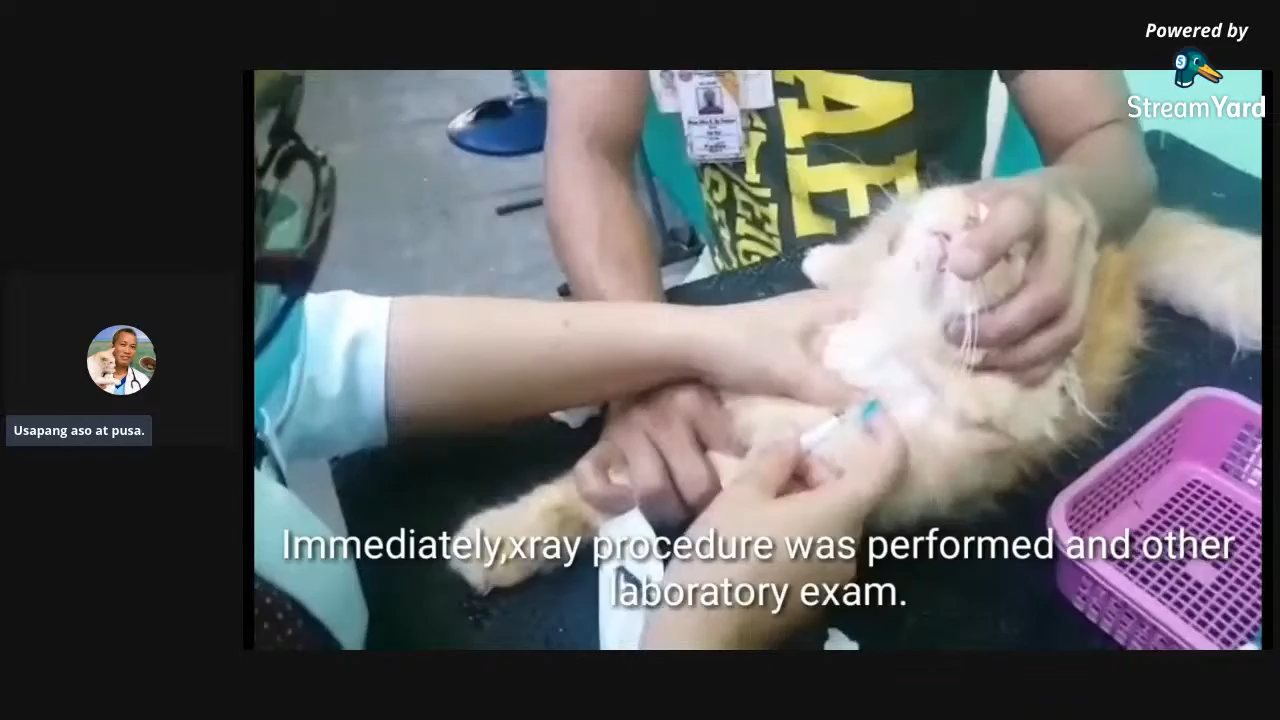 Powered by
StreamYard
Usapang aso at pusa.
Immediately,xray procedure was performed and other
laboratory exam.